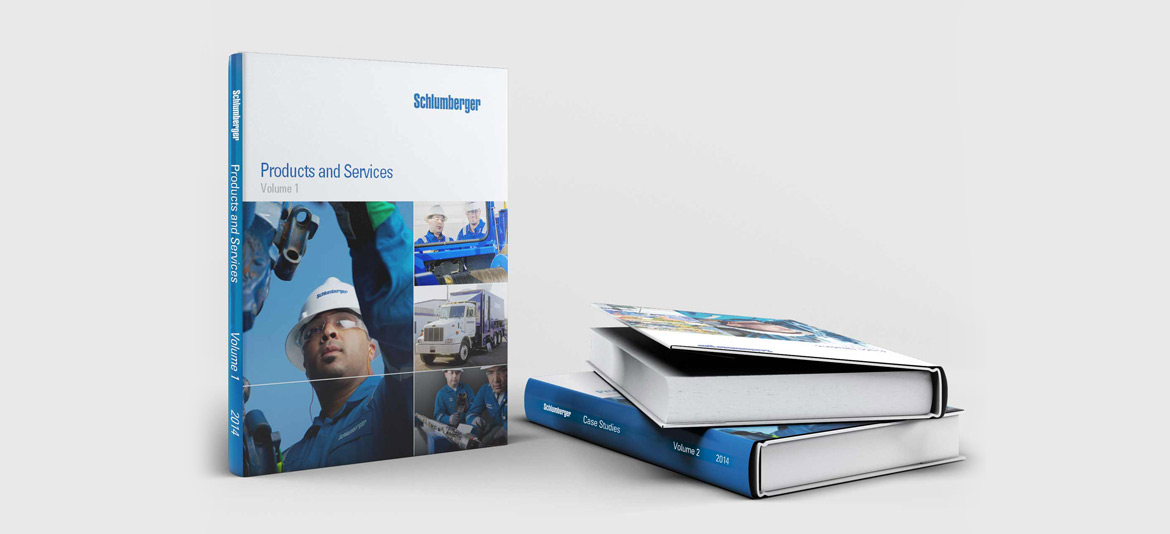 Schlumberger
Products and Services
Volume 1
2014
Schlumberger
Products and Services
Volume 1
Schlumberger
Schlumberger
Schlumberger
Case Studies
Volume 2
2014